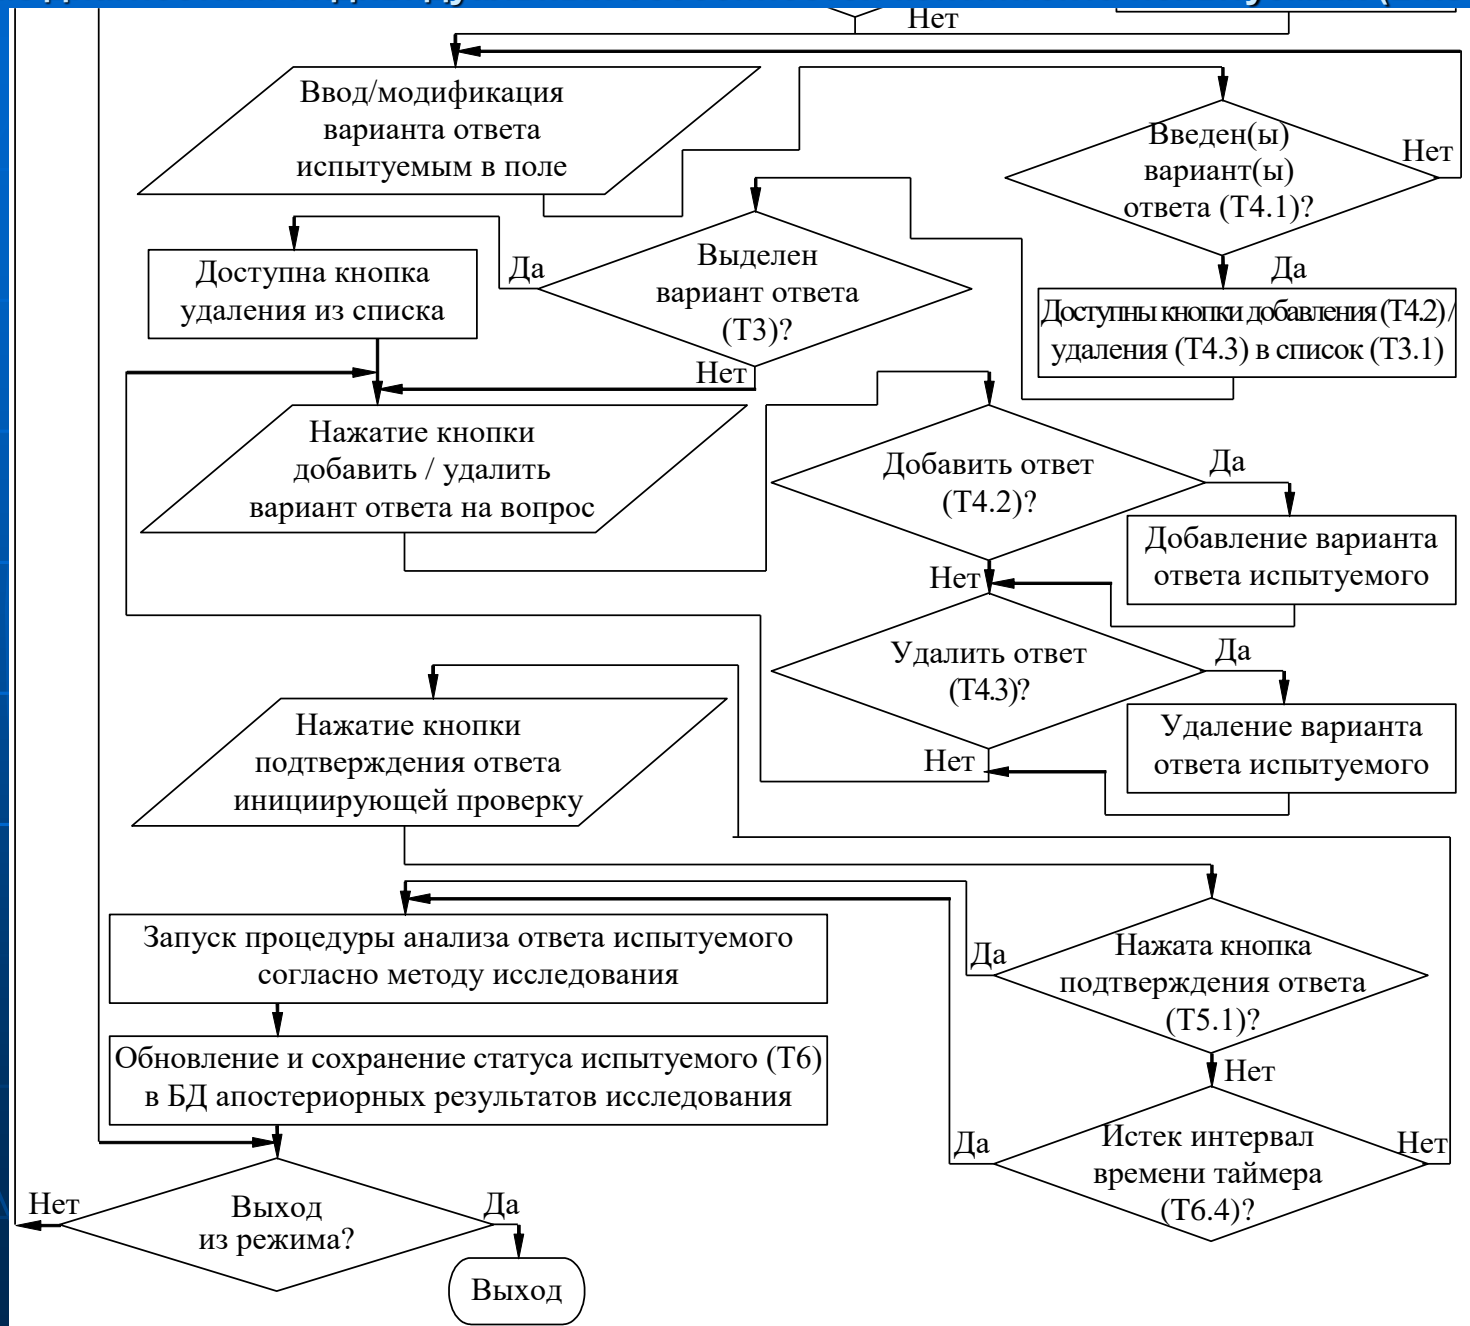 Нет
Ввод/модификация
варианта ответа
испытуемым в поле
Введен(ы)
вариант(ы)
ответа (Т4.1)?
Нет
Да
Доступна кнопка
удаления из списка
Да
Выделен
вариант ответа
(Т3)?
Нет
Доступны кнопки добавления (Т4.2) /
удаления (Т4.3) в список (Т3.1)
Нажатие кнопки
добавить / удалить
вариант ответа на вопрос
Добавить ответ
(Т4.2)?
Да
Нет
Добавление варианта
ответа испытуемого
Удалить ответ
(Т4.3)?
Да
Нет
Удаление варианта
ответа испытуемого
Нажатие кнопки
подтверждения ответа
инициирующей проверку
Запуск процедуры анализа ответа испытуемого
согласно методу исследования
Да
Нажата кнопка
подтверждения ответа
(Т5.1)?
Нет
Обновление и сохранение статуса испытуемого (Т6)
в БД апостериорных результатов исследования
Да
Истек интервал
времени таймера
(Т6.4)?
Нет
Нет
Выход
из режима?
Да
Выход